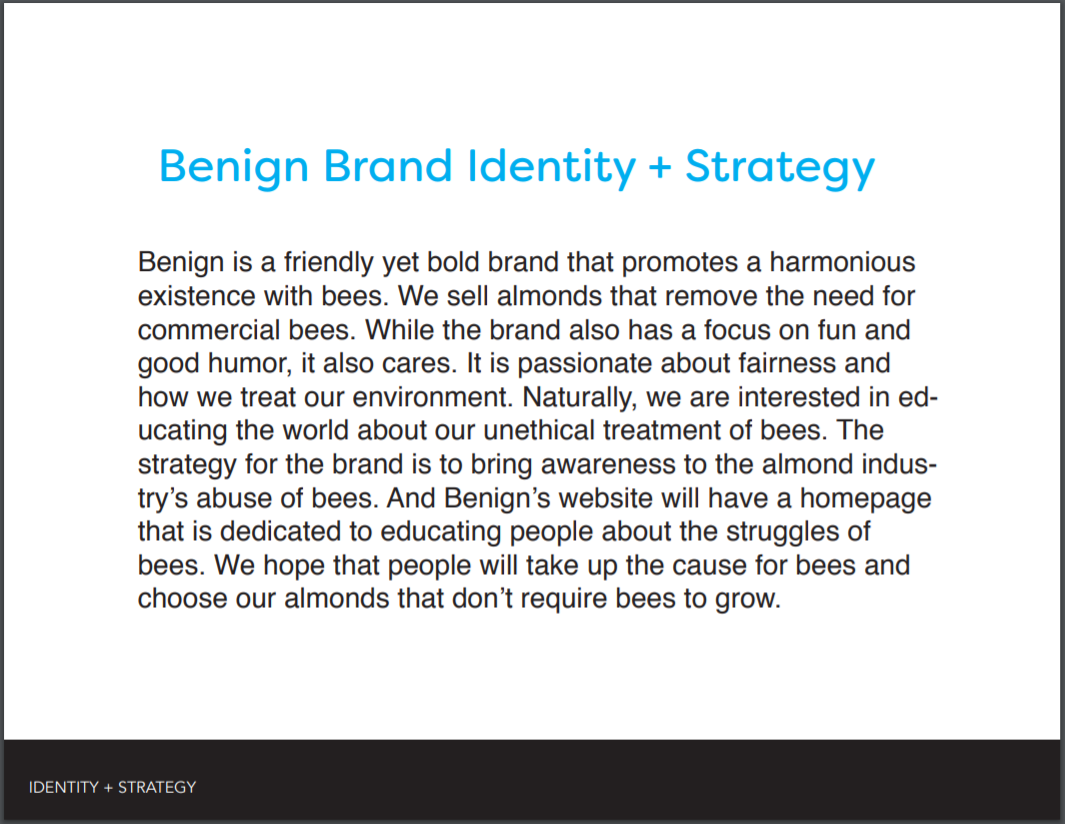 Benign Brand Identity + Strategy
Benign is a friendly yet bold brand that promotes a harmonious
existence with bees. We sell almonds that remove the need for
commercial bees. While the brand also has a focus on fun and
good humor, it also cares. It is passionate about fairness and
how we treat our environment. Naturally, we are interested in ed-
ucating the world about our unethical treatment of bees. The
strategy for the brand is to bring awareness to the almond indus-
try’s abuse of bees. And Benign’s website will have a homepage
that is dedicated to educating people about the struggles of
bees. We hope that people will take up the cause for bees and
choose our almonds that don’t require bees to grow.
IDENTITY + STRATEGY